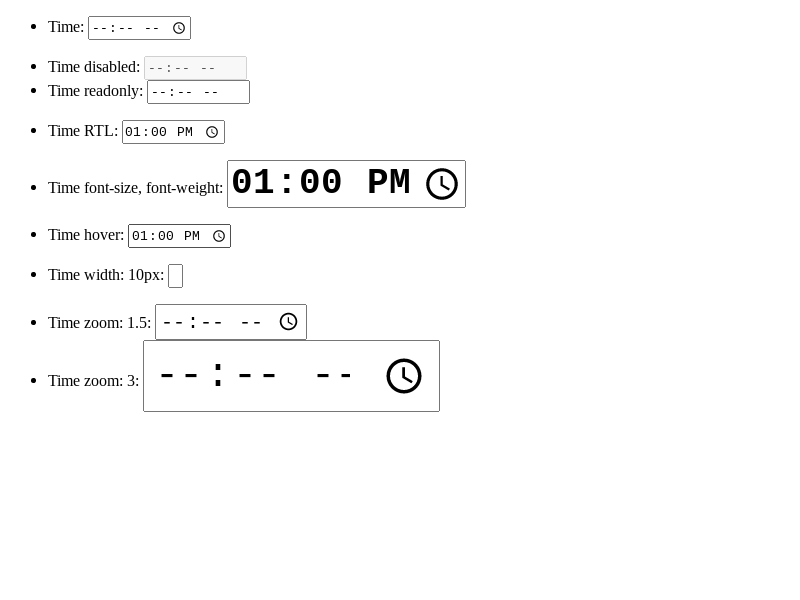 Time: --:-- --
Time disabled: --:-- --
Time readonly: --:-- --
Time RTL: 01:00 PM
Time font-size, font-weight: 01:00 PM
Time hover: 01:00 PM
Time width: 10px:
Time zoom: 1.5: --:-- --
Time zoom: 3: --:-- --